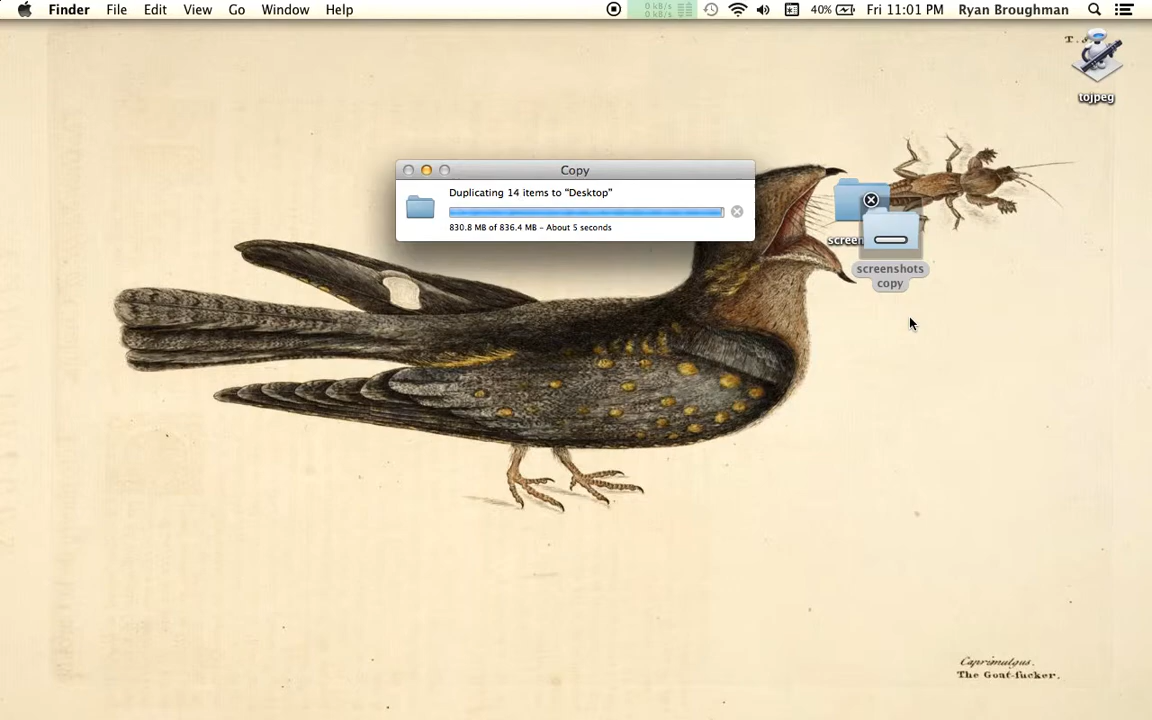 Finder File Edit View Go Window Help 0 kB/s 40% Fri 11:01 PM Ryan Broughman
0 kB/s
T.
tojpeg
Copy
Duplicating 14 items to “Desktop”
830.8 MB of 836.4 MB – About 5 seconds
screen
screenshots
copy
Caprimulgus.
The Goat-fucker.